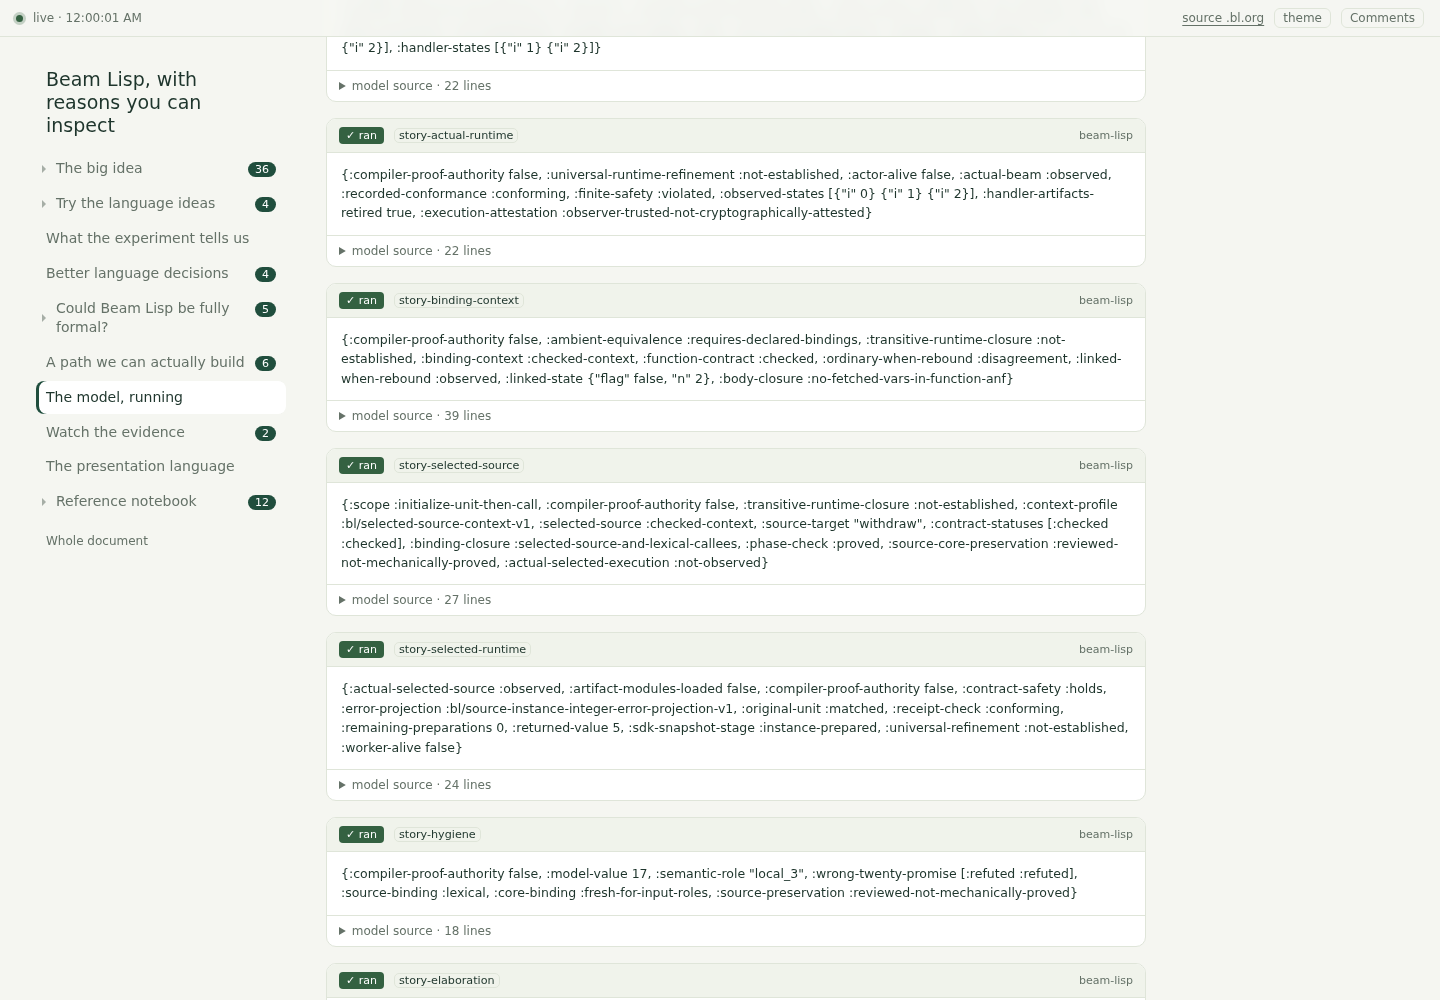 live · 12:00:01 AM
source .bl.org
theme
Comments
Beam Lisp, with
reasons you can
inspect
The big idea
36
Try the language ideas
4
What the experiment tells us
Better language decisions
4
Could Beam Lisp be fully
formal?
5
A path we can actually build
6
The model, running
Watch the evidence
2
The presentation language
Reference notebook
12
Whole document
{"i" 2}], :handler-states [{"i" 1} {"i" 2}]}
▶ model source · 22 lines
✓ ran
story-actual-runtime
beam-lisp
{:compiler-proof-authority false, :universal-runtime-refinement :not-established, :actor-alive false, :actual-beam :observed,
:recorded-conformance :conforming, :finite-safety :violated, :observed-states [{"i" 0} {"i" 1} {"i" 2}], :handler-artifacts-
retired true, :execution-attestation :observer-trusted-not-cryptographically-attested}
▶ model source · 22 lines
✓ ran
story-binding-context
beam-lisp
{:compiler-proof-authority false, :ambient-equivalence :requires-declared-bindings, :transitive-runtime-closure :not-
established, :binding-context :checked-context, :function-contract :checked, :ordinary-when-rebound :disagreement, :linked-
when-rebound :observed, :linked-state {"flag" false, "n" 2}, :body-closure :no-fetched-vars-in-function-anf}
▶ model source · 39 lines
✓ ran
story-selected-source
beam-lisp
{:scope :initialize-unit-then-call, :compiler-proof-authority false, :transitive-runtime-closure :not-established, :context-profile
:bl/selected-source-context-v1, :selected-source :checked-context, :source-target "withdraw", :contract-statuses [:checked
:checked], :binding-closure :selected-source-and-lexical-callees, :phase-check :proved, :source-core-preservation :reviewed-
not-mechanically-proved, :actual-selected-execution :not-observed}
▶ model source · 27 lines
✓ ran
story-selected-runtime
beam-lisp
{:actual-selected-source :observed, :artifact-modules-loaded false, :compiler-proof-authority false, :contract-safety :holds,
:error-projection :bl/source-instance-integer-error-projection-v1, :original-unit :matched, :receipt-check :conforming,
:remaining-preparations 0, :returned-value 5, :sdk-snapshot-stage :instance-prepared, :universal-refinement :not-established,
:worker-alive false}
▶ model source · 24 lines
✓ ran
story-hygiene
beam-lisp
{:compiler-proof-authority false, :model-value 17, :semantic-role "local_3", :wrong-twenty-promise [:refuted :refuted],
:source-binding :lexical, :core-binding :fresh-for-input-roles, :source-preservation :reviewed-not-mechanically-proved}
▶ model source · 18 lines
✓ ran
story-elaboration
beam-lisp